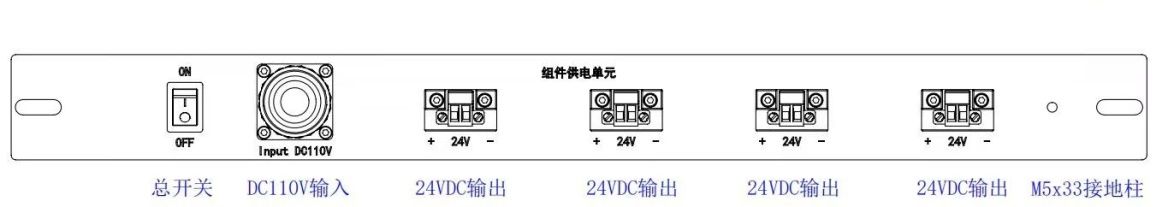 ON
组件供电单元
OFF
Input DC110V
+ 24V -
+ 24V -
+ 24V -
+ 24V -
总开关
DC110V输入
24VDC输出
24VDC输出
24VDC输出
24VDC输出
M5x33接地柱